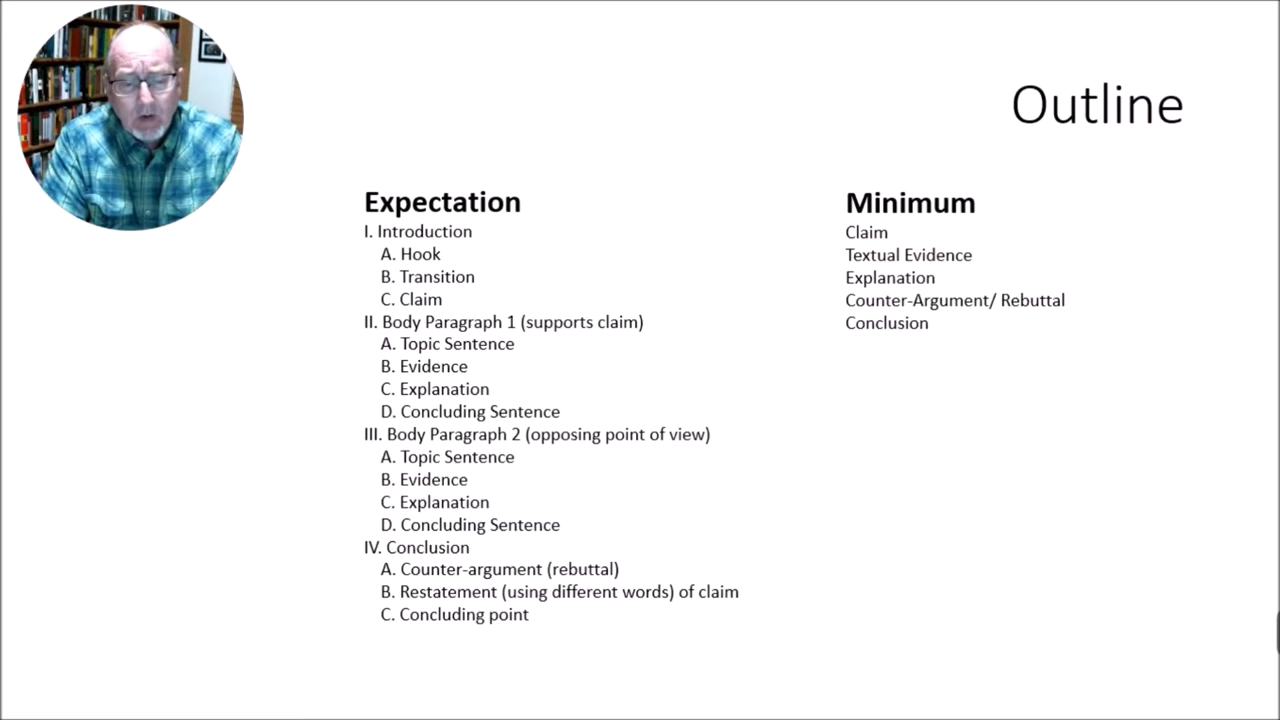 Outline
Expectation
I. Introduction
A. Hook
B. Transition
C. Claim
II. Body Paragraph 1 (supports claim)
A. Topic Sentence
B. Evidence
C. Explanation
D. Concluding Sentence
III. Body Paragraph 2 (opposing point of view)
A. Topic Sentence
B. Evidence
C. Explanation
D. Concluding Sentence
IV. Conclusion
A. Counter-argument (rebuttal)
B. Restatement (using different words) of claim
C. Concluding point
Minimum
Claim
Textual Evidence
Explanation
Counter-Argument/ Rebuttal
Conclusion